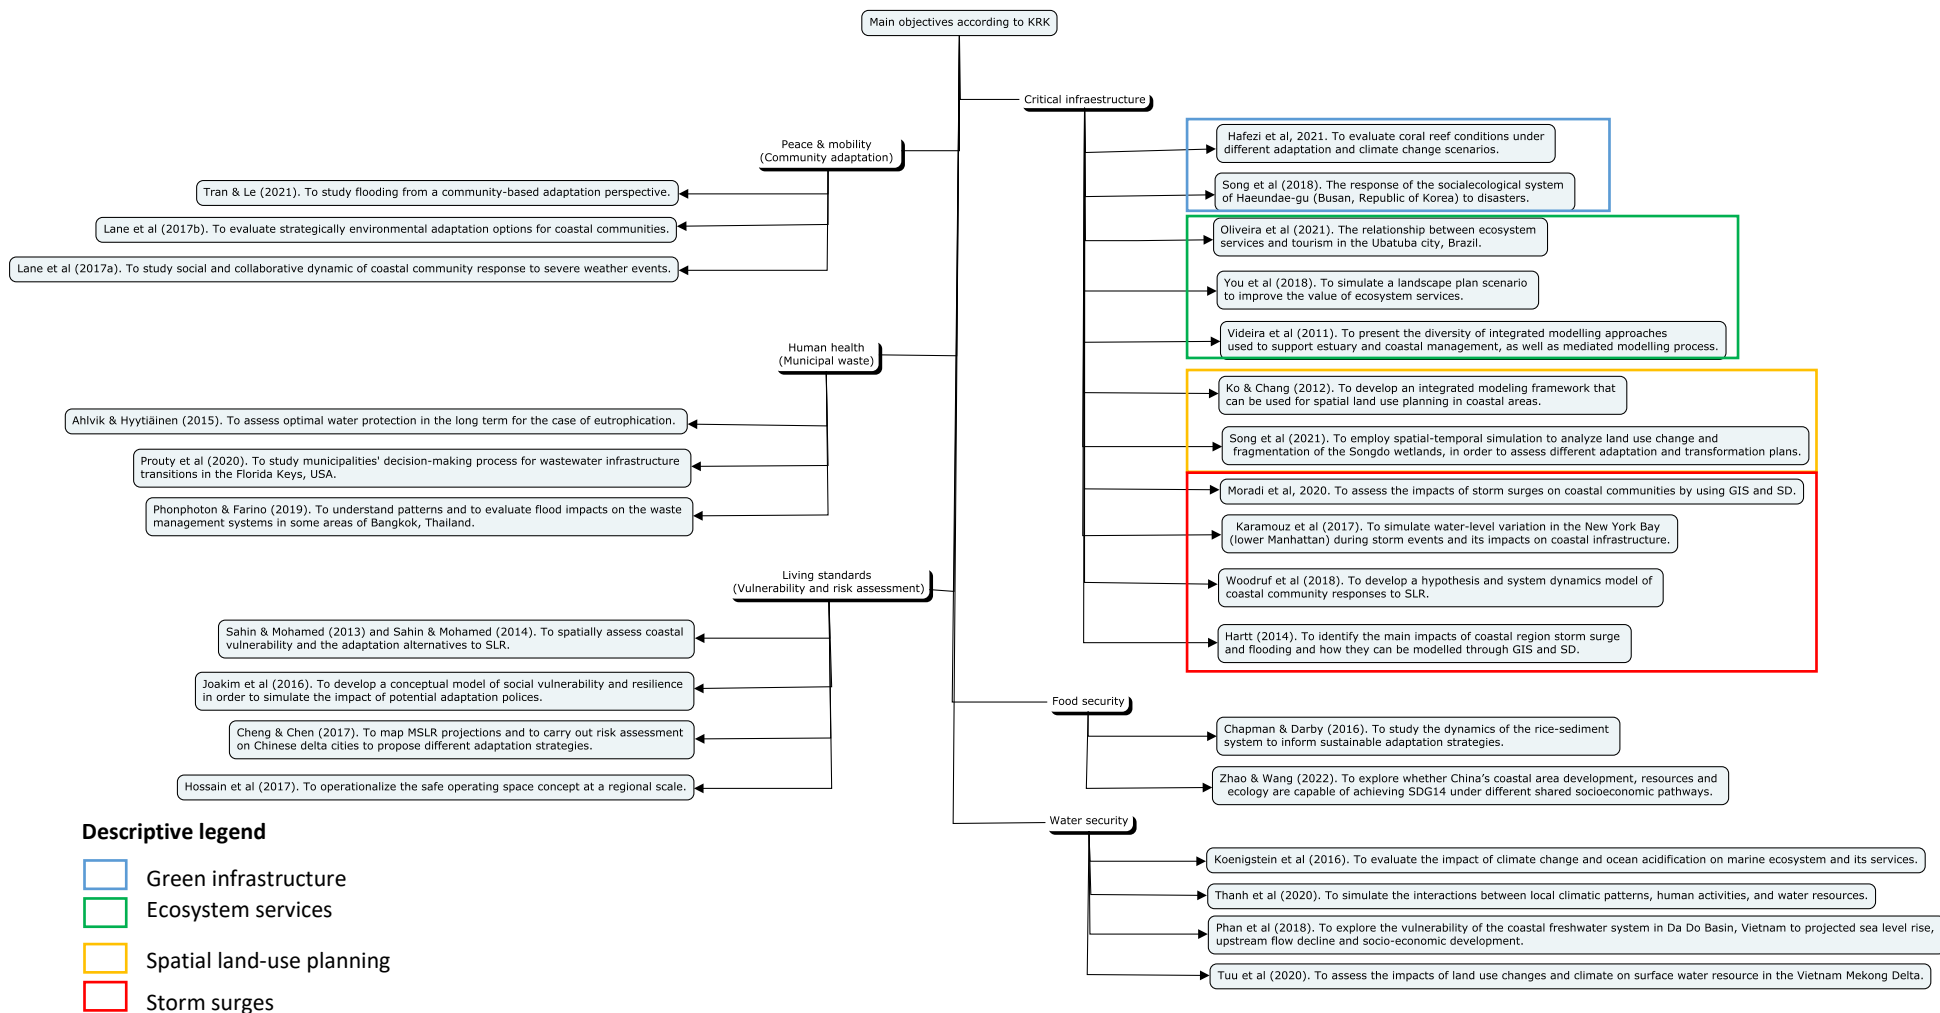 Main objectives according to KRK
Peace & mobility
(Community adaptation)
Tran & Le (2021). To study flooding from a community-based adaptation perspective.
Lane et al (2017b). To evaluate strategically environmental adaptation options for coastal communities.
Lane et al (2017a). To study social and collaborative dynamic of coastal community response to severe weather events.
Human health
(Municipal waste)
Ahlvik & Hyytiäinen (2015). To assess optimal water protection in the long term for the case of eutrophication.
Prouty et al (2020). To study municipalities' decision-making process for wastewater infrastructure
transitions in the Florida Keys, USA.
Phonphoton & Farino (2019). To understand patterns and to evaluate flood impacts on the waste
management systems in some areas of Bangkok, Thailand.
Living standards
(Vulnerability and risk assessment)
Sahin & Mohamed (2013) and Sahin & Mohamed (2014). To spatially assess coastal
vulnerability and the adaptation alternatives to SLR.
Joakim et al (2016). To develop a conceptual model of social vulnerability and resilience
in order to simulate the impact of potential adaptation polices.
Cheng & Chen (2017). To map MSLR projections and to carry out risk assessment
on Chinese delta cities to propose different adaptation strategies.
Hossain et al (2017). To operationalize the safe operating space concept at a regional scale.
Critical infraestructure
Hafezi et al, 2021. To evaluate coral reef conditions under
different adaptation and climate change scenarios.
Song et al (2018). The response of the socialecological system
of Haeundae-gu (Busan, Republic of Korea) to disasters.
Oliveira et al (2021). The relationship between ecosystem
services and tourism in the Ubatuba city, Brazil.
You et al (2018). To simulate a landscape plan scenario
to improve the value of ecosystem services.
Videira et al (2011). To present the diversity of integrated modelling approaches
used to support estuary and coastal management, as well as mediated modelling process.
Ko & Chang (2012). To develop an integrated modeling framework that
can be used for spatial land use planning in coastal areas.
Song et al (2021). To employ spatial-temporal simulation to analyze land use change and
fragmentation of the Songdo wetlands, in order to assess different adaptation and transformation plans.
Moradi et al, 2020. To assess the impacts of storm surges on coastal communities by using GIS and SD.
Karamouz et al (2017). To simulate water-level variation in the New York Bay
(lower Manhattan) during storm events and its impacts on coastal infrastructure.
Woodruf et al (2018). To develop a hypothesis and system dynamics model of
coastal community responses to SLR.
Hartt (2014). To identify the main impacts of coastal region storm surge
and flooding and how they can be modelled through GIS and SD.
Food security
Chapman & Darby (2016). To study the dynamics of the rice-sediment
system to inform sustainable adaptation strategies.
Zhao & Wang (2022). To explore whether China's coastal area development, resources and
ecology are capable of achieving SDG14 under different shared socioeconomic pathways.
Water security
Koenigstein et al (2016). To evaluate the impact of climate change and ocean acidification on marine ecosystem and its services.
Thanh et al (2020). To simulate the interactions between local climatic patterns, human activities, and water resources.
Phan et al (2018). To explore the vulnerability of the coastal freshwater system in Da Do Basin, Vietnam to projected sea level rise,
upstream flow decline and socio-economic development.
Tuu et al (2020). To assess the impacts of land use changes and climate on surface water resource in the Vietnam Mekong Delta.
Descriptive legend
Green infrastructure
Ecosystem services
Spatial land-use planning
Storm surges